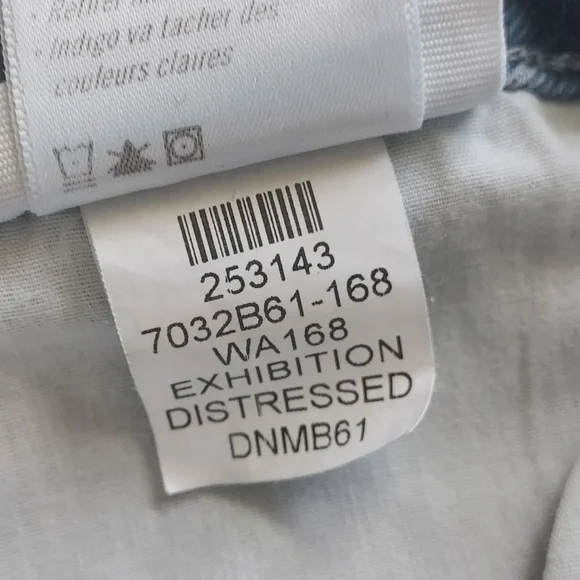 · Indigo va tacher des
couleurs claires
253143
7032B61-168
WA168
EXHIBITION
DISTRESSED
DNMB61